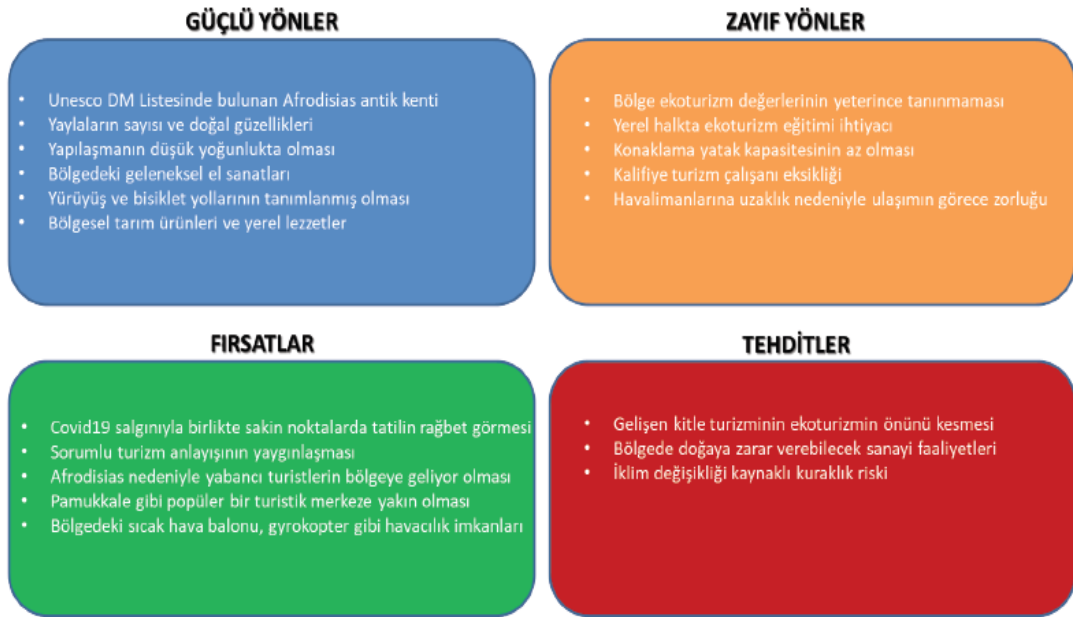 GÜÇLÜ YÖNLER
• Unesco DM Listesinde bulunan Afrodisias antik kenti
• Yaylaların sayısı ve doğal güzellikleri
• Yapılaşmanın düşük yoğunlukta olması
• Bölgedeki geleneksel el sanatları
• Yürüyüş ve bisiklet yollarının tanımlanmış olması
• Bölgesel tarım ürünleri ve yerel lezzetler
ZAYIF YÖNLER
• Bölge ekoturizm değerlerinin yeterince tanınmaması
• Yerel halkta ekoturizm eğitimi ihtiyacı
• Konaklama yatak kapasitesinin az olması
• Kalifiye turizm çalışanı eksikliği
• Havalimanlarına uzaklık nedeniyle ulaşımın görece zorluğu
FIRSATLAR
• Covid19 salgınıyla birlikte sakin noktalarda tatilin rağbet görmesi
• Sorumlu turizm anlayışının yaygınlaşması
• Afrodisias nedeniyle yabancı turistlerin bölgeye geliyor olması
• Pamukkale gibi popüler bir turistik merkeze yakın olması
• Bölgedeki sıcak hava balonu, gyrokopter gibi havacılık imkanları
TEHDİTLER
• Gelişen kitle turizminin ekoturizmin önünü kesmesi
• Bölgede doğaya zarar verebilecek sanayi faaliyetleri
• İklim değişikliği kaynaklı kuraklık riski